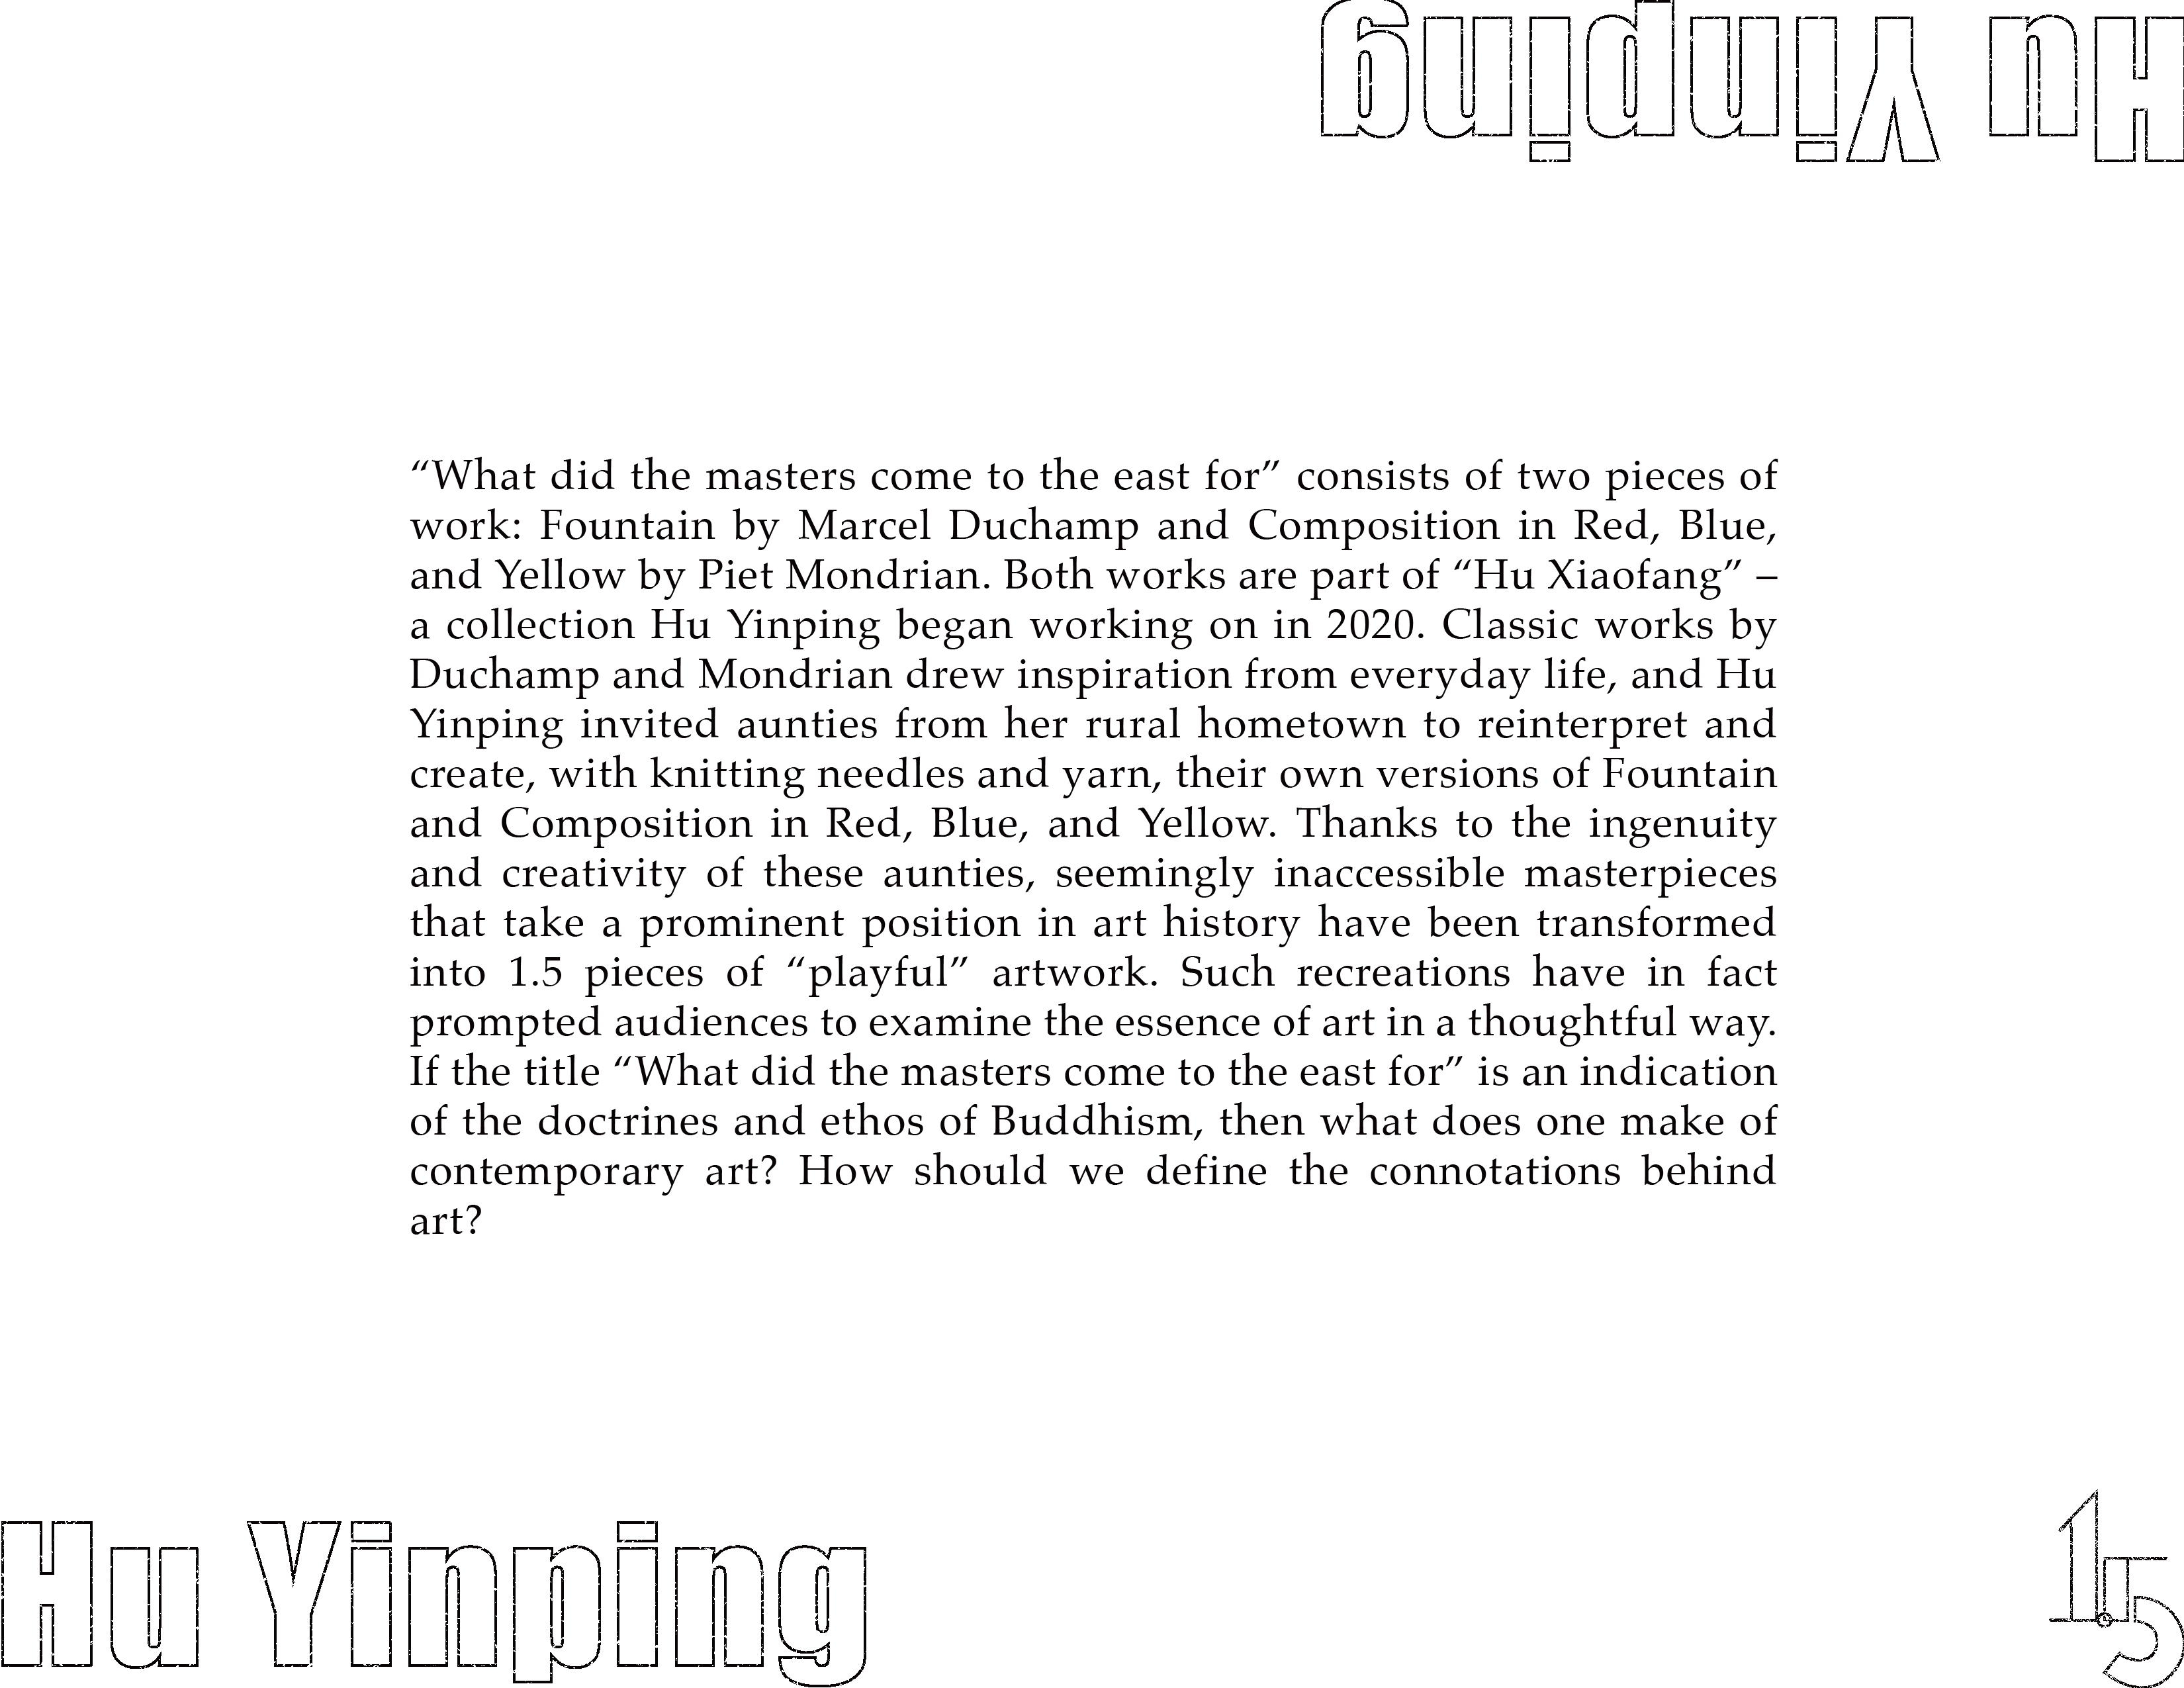 Hu Yinping
“What did the masters come to the east for” consists of two pieces of
work: Fountain by Marcel Duchamp and Composition in Red, Blue,
and Yellow by Piet Mondrian. Both works are part of “Hu Xiaofang” –
a collection Hu Yinping began working on in 2020. Classic works by
Duchamp and Mondrian drew inspiration from everyday life, and Hu
Yinping invited aunties from her rural hometown to reinterpret and
create, with knitting needles and yarn, their own versions of Fountain
and Composition in Red, Blue, and Yellow. Thanks to the ingenuity
and creativity of these aunties, seemingly inaccessible masterpieces
that take a prominent position in art history have been transformed
into 1.5 pieces of “playful” artwork. Such recreations have in fact
prompted audiences to examine the essence of art in a thoughtful way.
If the title “What did the masters come to the east for” is an indication
of the doctrines and ethos of Buddhism, then what does one make of
contemporary art? How should we define the connotations behind
art?
Hu Yinping
1.5